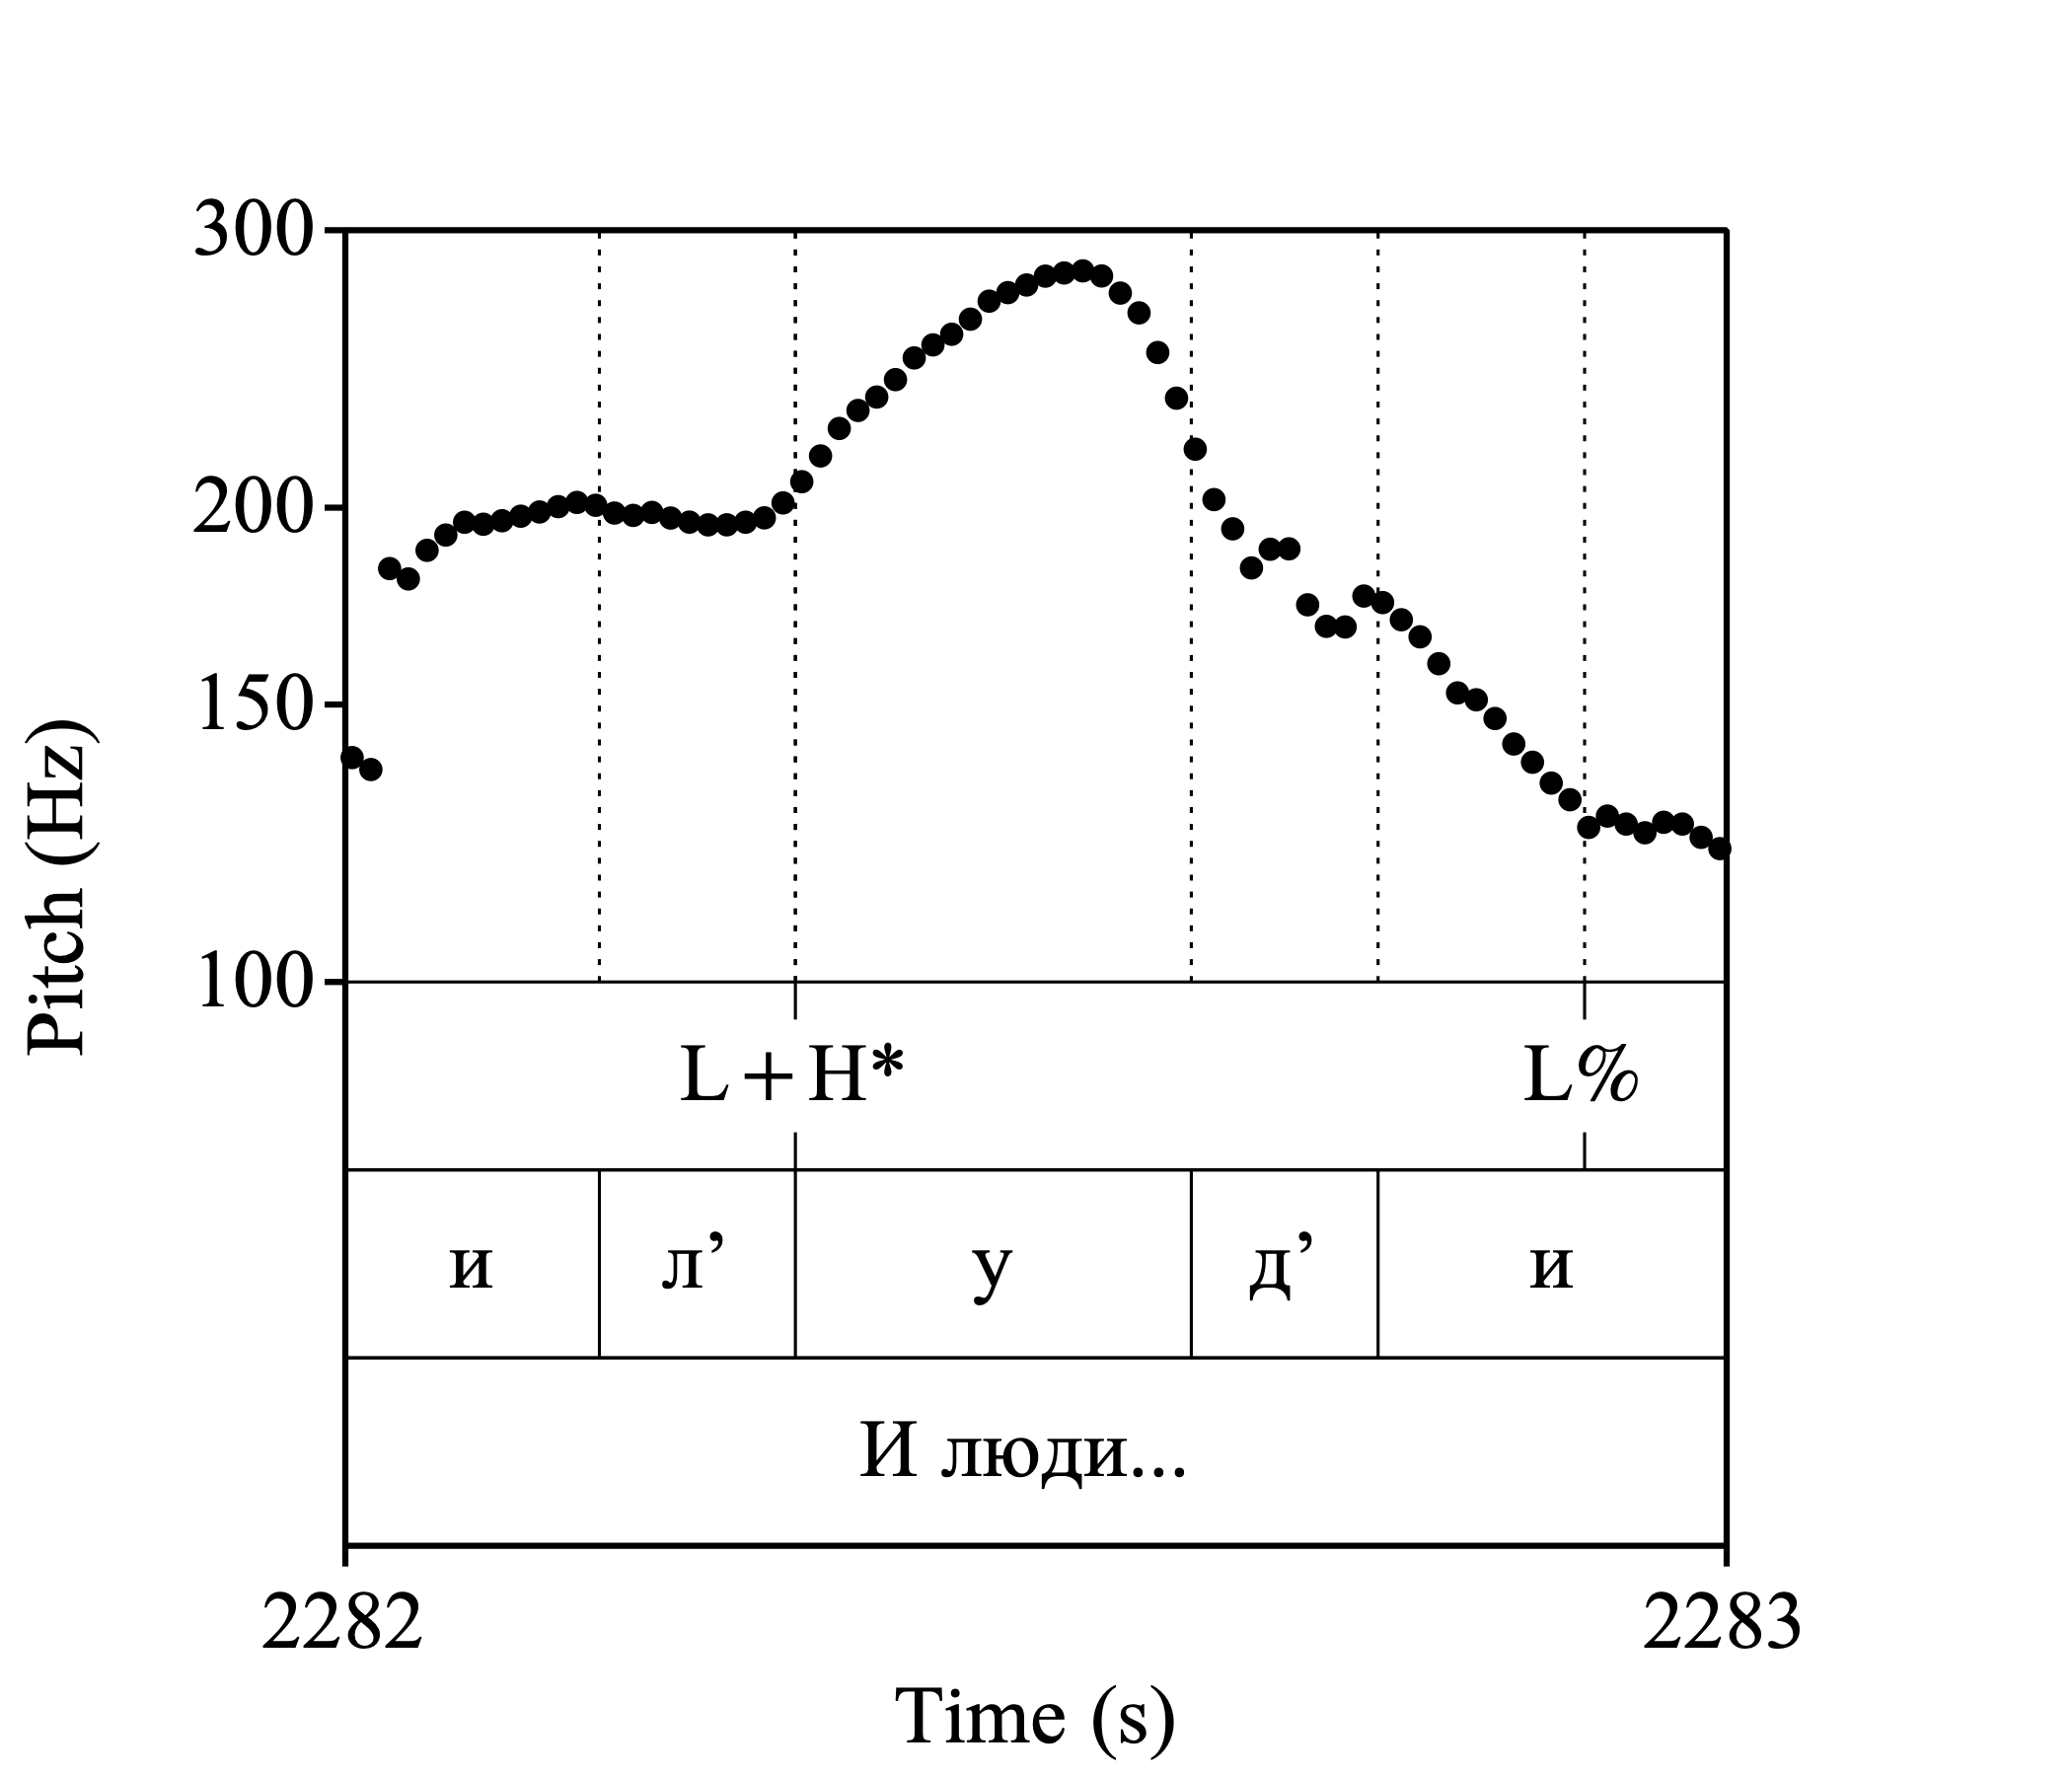 300
200
150
100
Pitch (Hz)
L+H* L%
и л’ у д’ и
И люди...
2282 2283
Time (s)